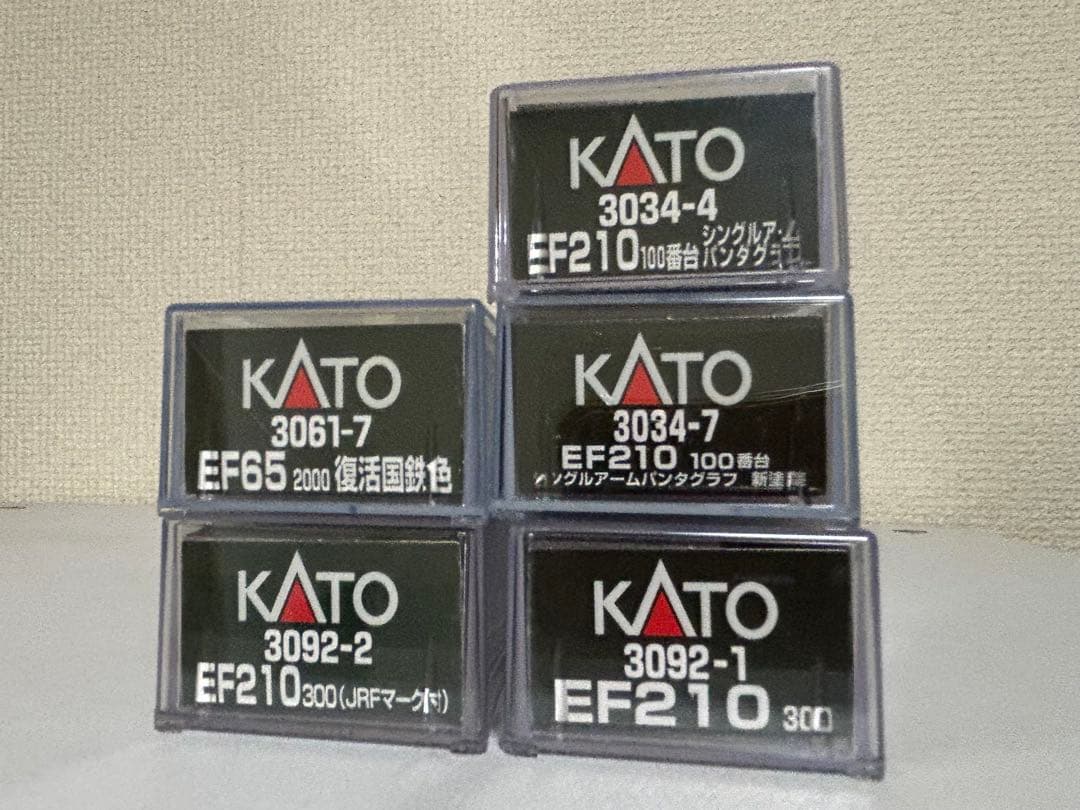 KATO
3034-4
EF210 100番台 シングルアーム
パンタグラフ
KATO
3061-7
EF65 2000 復活国鉄色
KATO
3034-7
EF210 100番台
シングルアームパンタグラフ 新塗装
KATO
3092-2
EF210 300(JRFマーク付)
KATO
3092-1
EF210 300